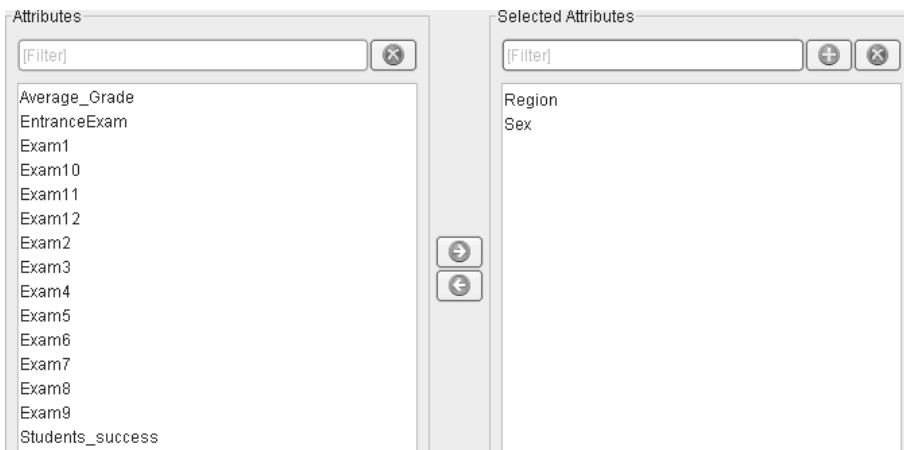 Attributes
[Filter]
Average_Grade
EntranceExam
Exam1
Exam10
Exam11
Exam12
Exam2
Exam3
Exam4
Exam5
Exam6
Exam7
Exam8
Exam9
Students_success
Selected Attributes
[Filter]
Region
Sex